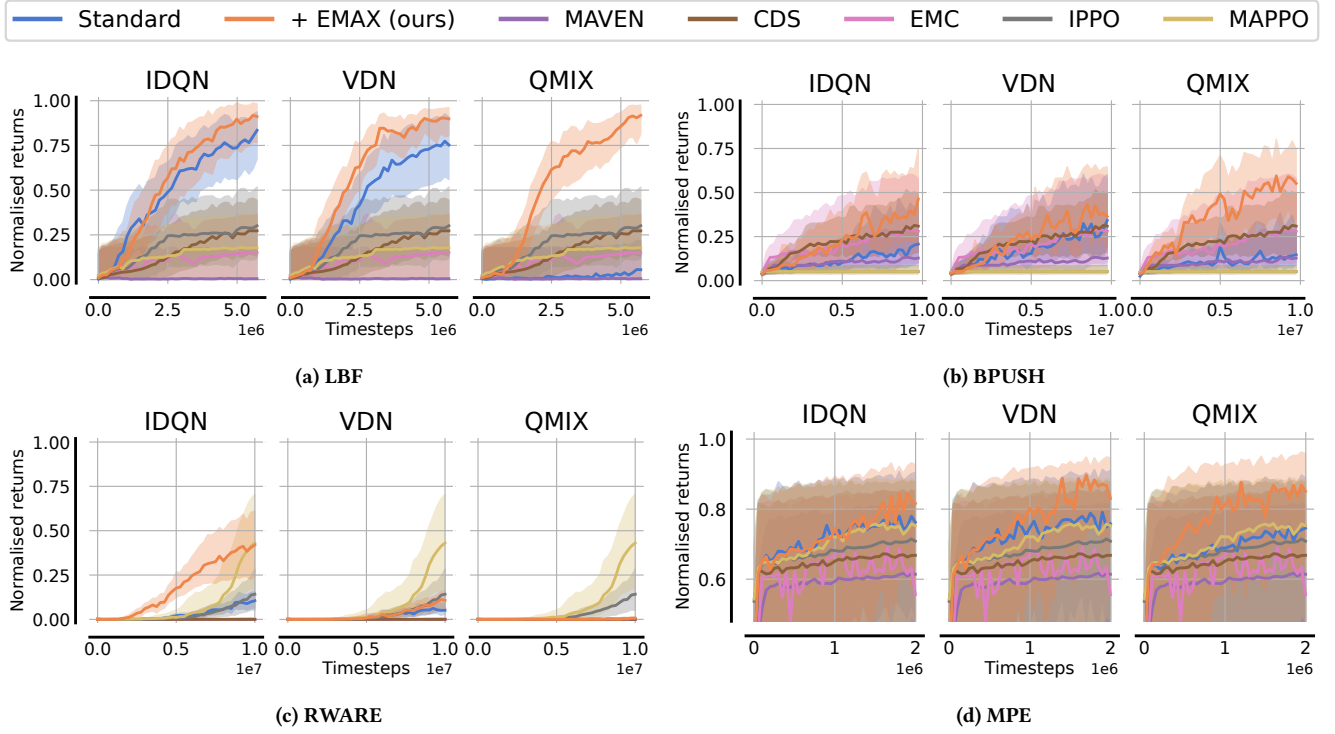 Standard + EMAX (ours) MAVEN CDS EMC IPPO MAPPO
IDQN VDN QMIX
Normalised returns
1.00
0.75
0.50
0.25
0.00
0.0 2.5 5.0 0.0 2.5 5.0 0.0 2.5 5.0
1e6 Timesteps 1e6 1e6
(a) LBF
IDQN VDN QMIX
Normalised returns
1.00
0.75
0.50
0.25
0.00
0.0 0.5 1.0 0.0 0.5 1.0 0.0 0.5 1.0
1e7 Timesteps 1e7 1e7
(b) BPUSH
IDQN VDN QMIX
Normalised returns
1.00
0.75
0.50
0.25
0.00
0.0 0.5 1.0 0.0 0.5 1.0 0.0 0.5 1.0
1e7 Timesteps 1e7 1e7
(c) RWARE
IDQN VDN QMIX
Normalised returns
1.0
0.8
0.6
0 1 2 0 1 2 0 1 2
1e6 Timesteps 1e6 1e6
(d) MPE